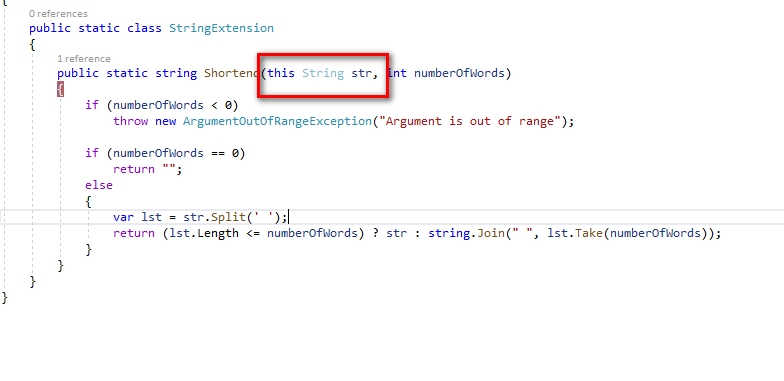 {
0 references
public static class StringExtension
{
1 reference
public static string Shortend(this String str, int numberOfWords)
{
if (numberOfWords < 0)
throw new ArgumentOutOfRangeException("Argument is out of range");
if (numberOfWords == 0)
return "";
else
{
var lst = str.Split(' ');
return (lst.Length <= numberOfWords) ? str : string.Join(" ", lst.Take(numberOfWords));
}
}
}
}